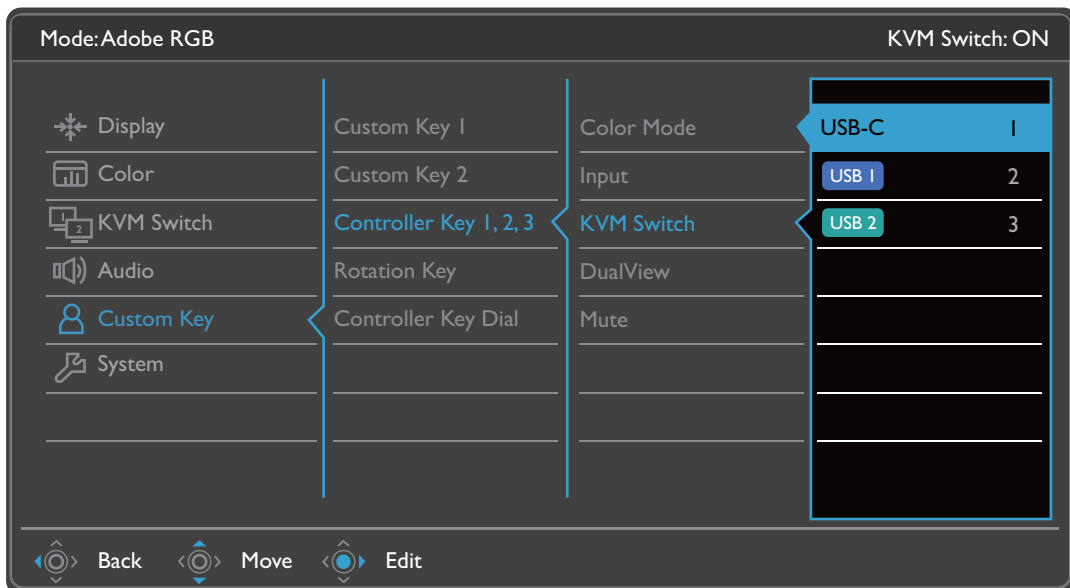 Mode: Adobe RGB KVM Switch: ON
Display Custom Key 1 Color Mode USB-C 1
Color Custom Key 2 Input USB 1 2
1 2 KVM Switch Controller Key 1, 2, 3 KVM Switch USB 2 3
Audio Rotation Key DualView
Custom Key Controller Key Dial Mute
System
Back Move Edit